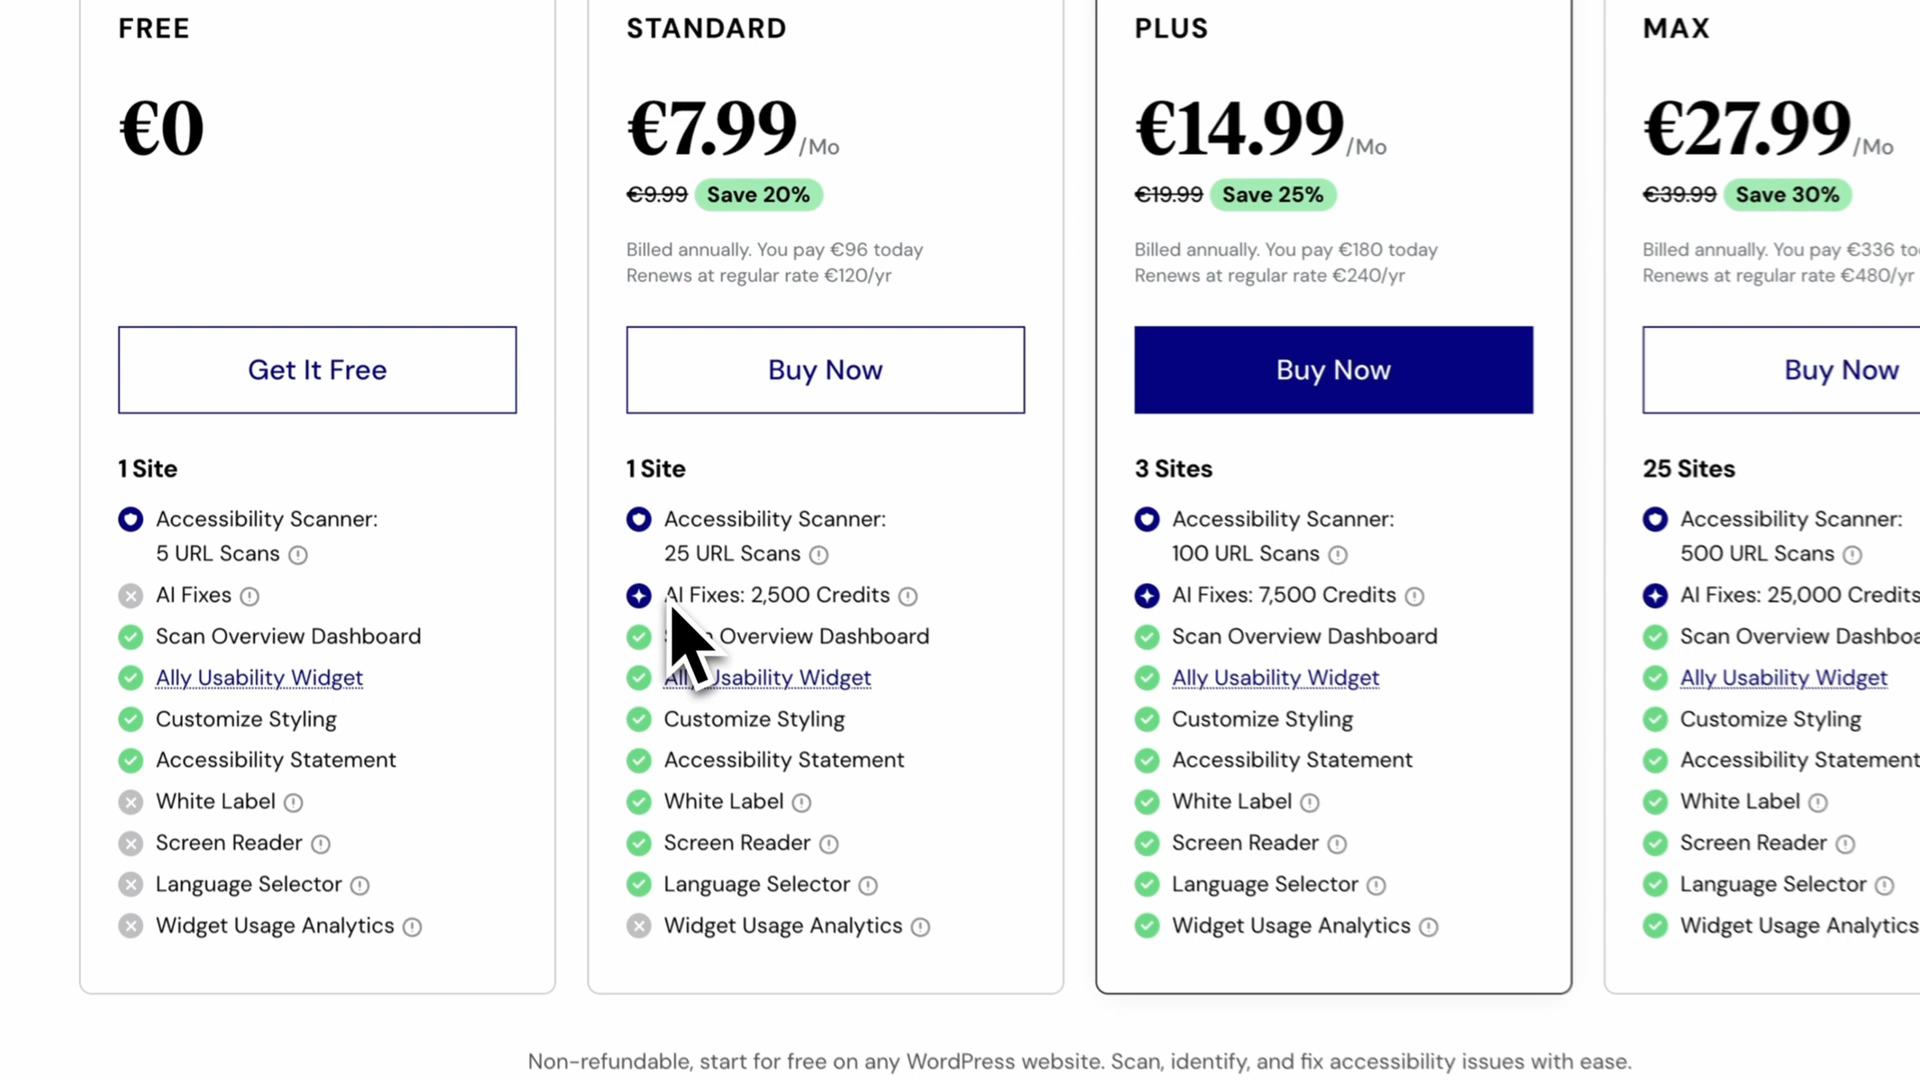 FREE
€0
Get It Free
1 Site
Accessibility Scanner:
5 URL Scans
AI Fixes
Scan Overview Dashboard
Ally Usability Widget
Customize Styling
Accessibility Statement
White Label
Screen Reader
Language Selector
Widget Usage Analytics
STANDARD
€7.99/Mo
€9.99 Save 20%
Billed annually. You pay €96 today
Renews at regular rate €120/yr
Buy Now
1 Site
Accessibility Scanner:
25 URL Scans
AI Fixes: 2,500 Credits
Overview Dashboard
Usability Widget
Customize Styling
Accessibility Statement
White Label
Screen Reader
Language Selector
Widget Usage Analytics
PLUS
€14.99/Mo
€19.99 Save 25%
Billed annually. You pay €180 today
Renews at regular rate €240/yr
Buy Now
3 Sites
Accessibility Scanner:
100 URL Scans
AI Fixes: 7,500 Credits
Scan Overview Dashboard
Ally Usability Widget
Customize Styling
Accessibility Statement
White Label
Screen Reader
Language Selector
Widget Usage Analytics
MAX
€27.99/Mo
€39.99 Save 30%
Billed annually. You pay €336
Renews at regular rate €480/yr
Buy Now
25 Sites
Accessibility Scanner:
500 URL Scans
AI Fixes: 25,000 Credits
Scan Overview
Ally Usability Widget
Customize Styling
Accessibility Statement
White Label
Screen Reader
Language Selector
Widget Usage Analytics
Non-refundable, start for free on any WordPress website. Scan, identify, and fix accessibility issues with ease.